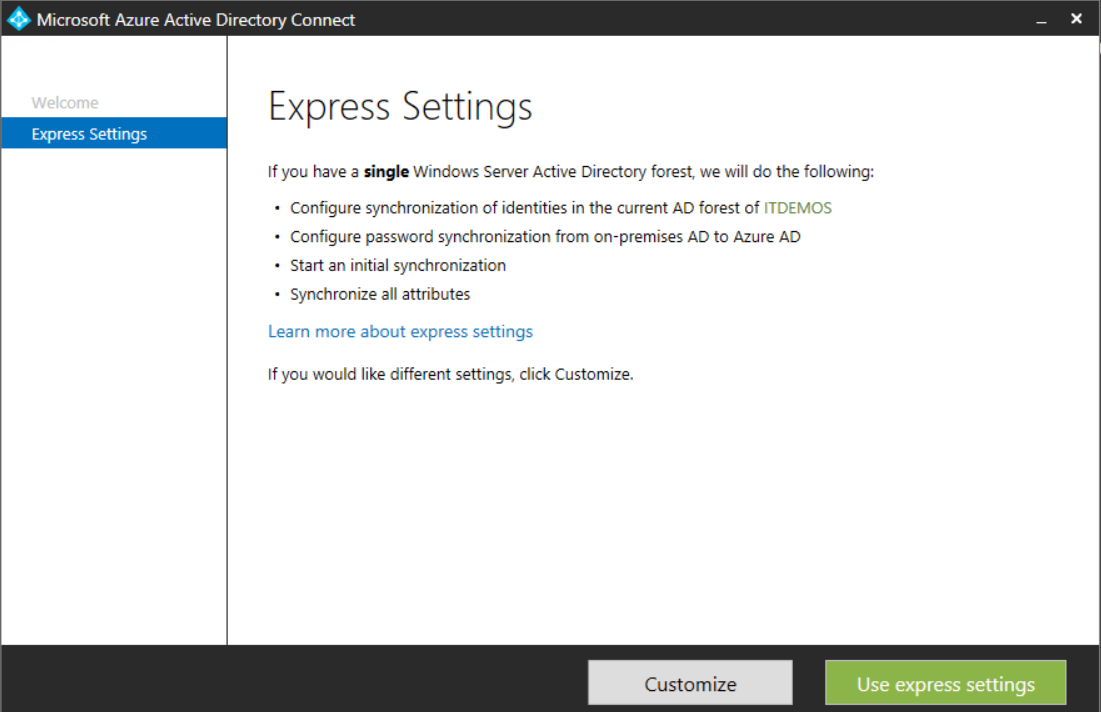 Microsoft Azure Active Directory Connect
Welcome
Express Settings
Express Settings
If you have a single Windows Server Active Directory forest, we will do the following:
• Configure synchronization of identities in the current AD forest of ITDEMOS
• Configure password synchronization from on-premises AD to Azure AD
• Start an initial synchronization
• Synchronize all attributes
Learn more about express settings
If you would like different settings, click Customize.
Customize
Use express settings